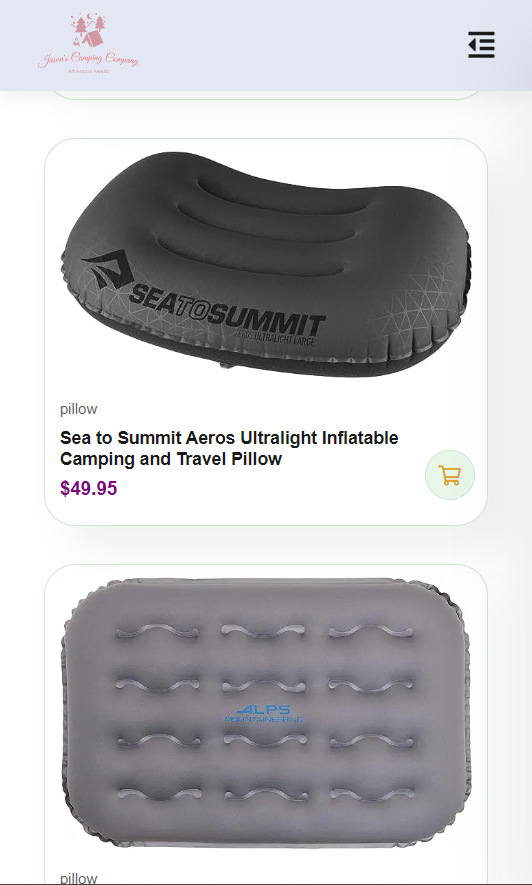 Jason's Camping Company
SEATOSUMMIT
AEROS ULTRALIGHT LARGE
pillow
Sea to Summit Aeros Ultralight Inflatable
Camping and Travel Pillow
$49.95
ALPS
MOUNTAINEERING
pillow